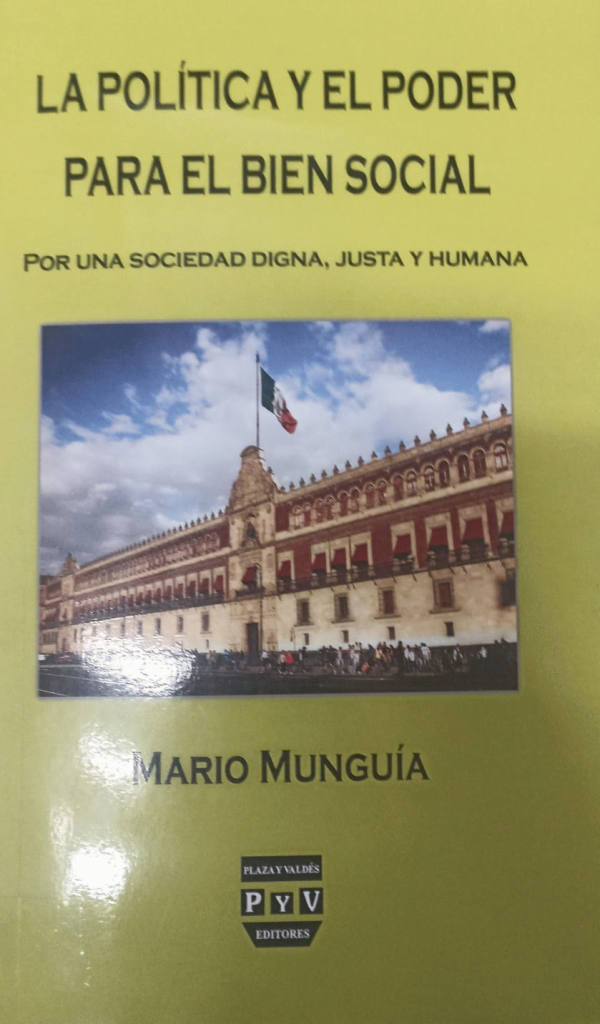 LA POLÍTICA Y EL PODER
PARA EL BIEN SOCIAL
POR UNA SOCIEDAD DIGNA, JUSTA Y HUMANA
MARIO MUNGUÍA
PLAZA Y VALDÉS
P Y V
EDITORES